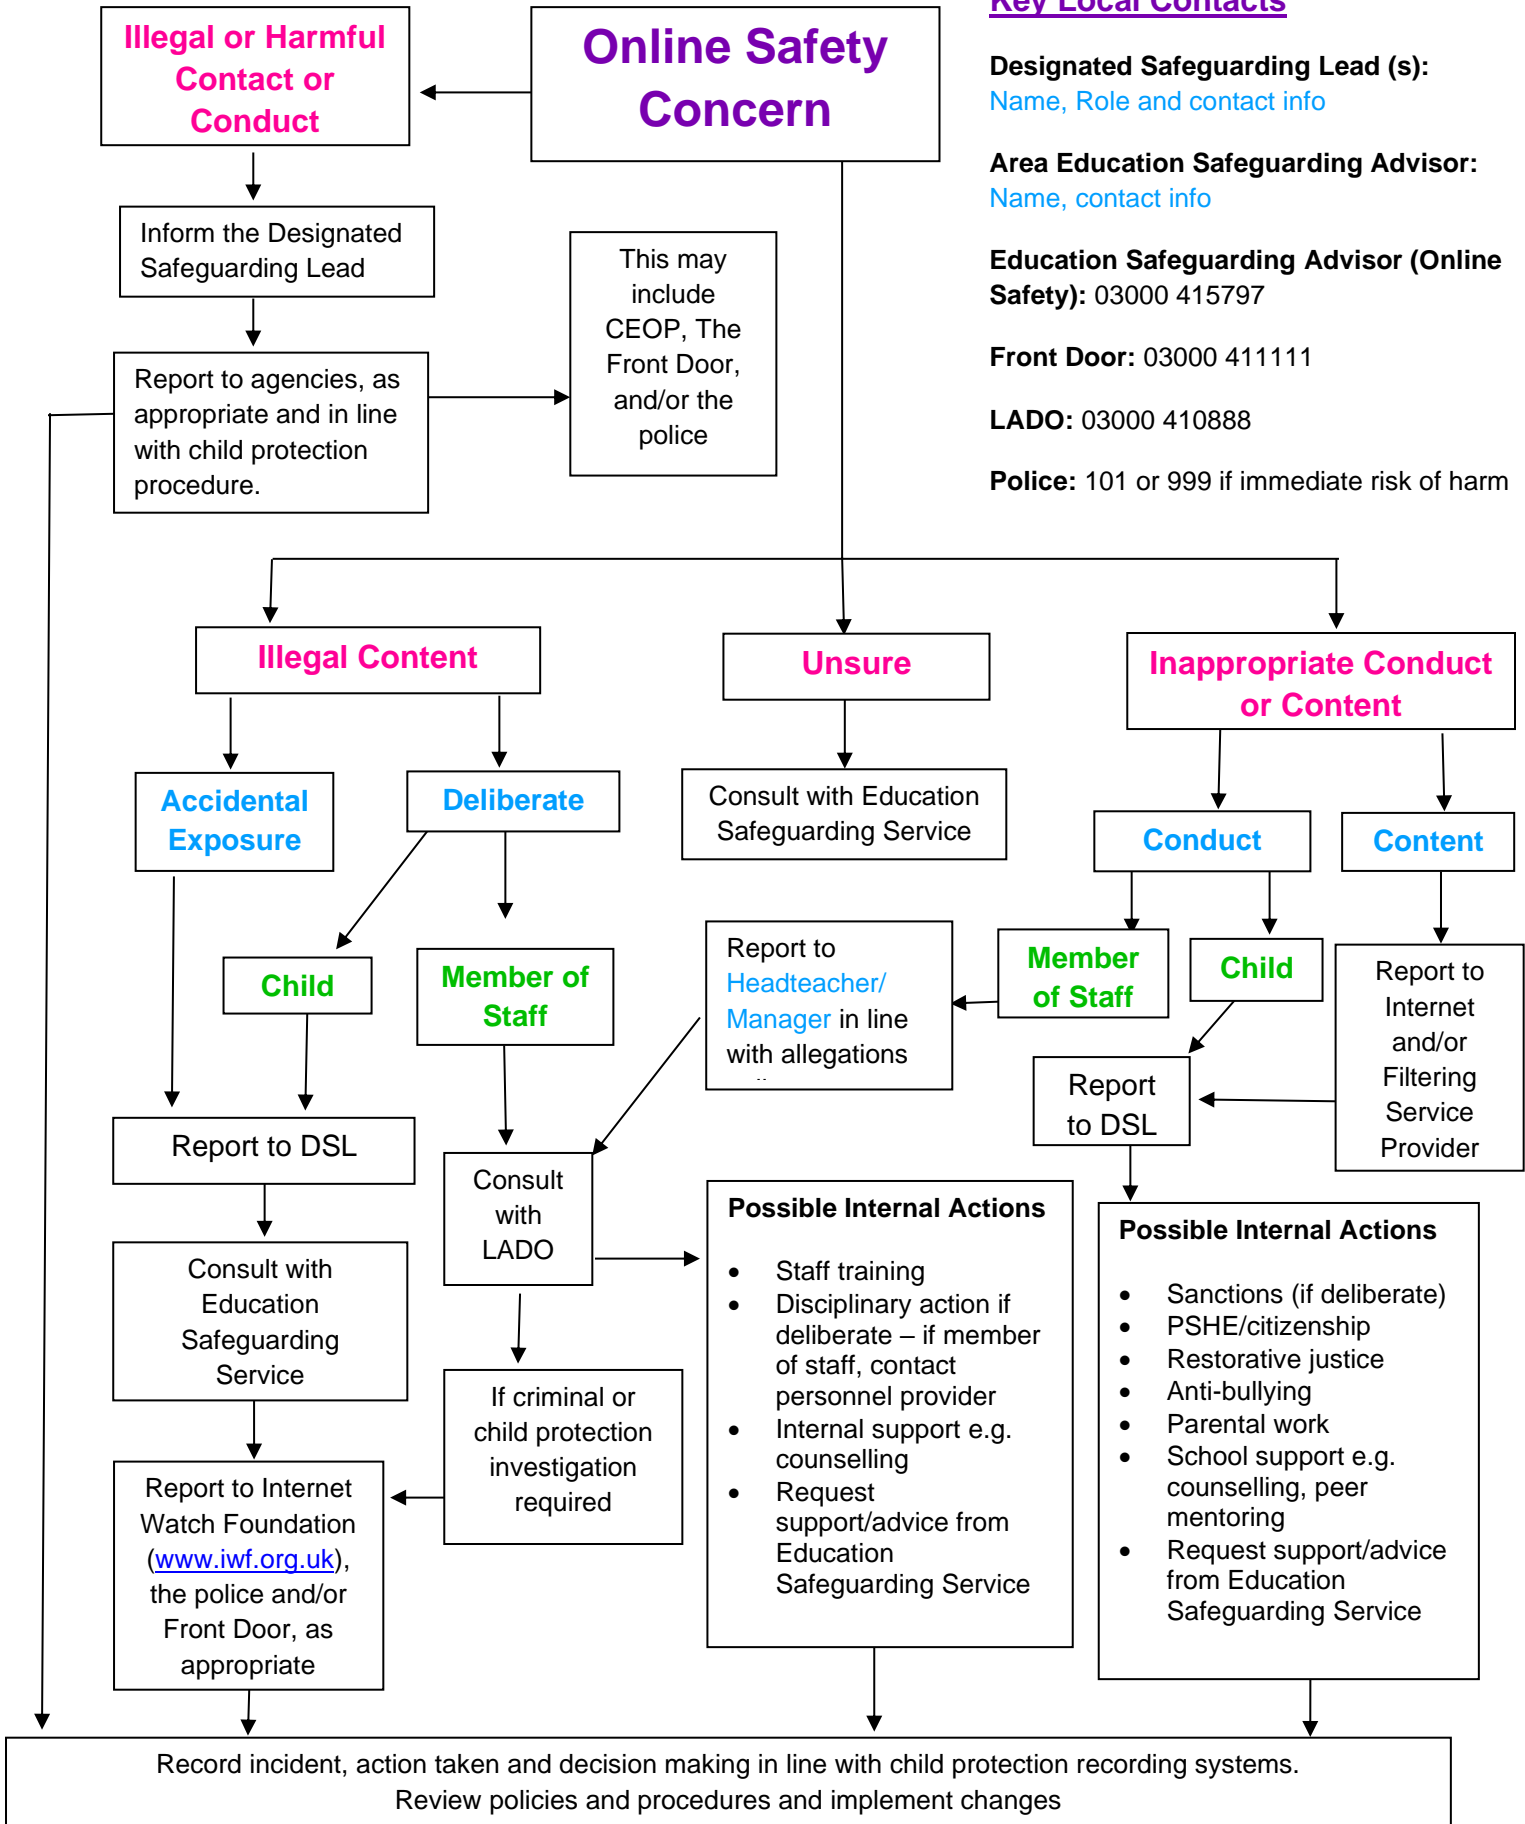 Illegal or Harmful
Contact or
Conduct
Online Safety
Concern
Key Local Contacts
Designated Safeguarding Lead (s):
Name, Role and contact info
Area Education Safeguarding Advisor:
Name, contact info
Education Safeguarding Advisor (Online
Safety): 03000 415797
Front Door: 03000 411111
LADO: 03000 410888
Police: 101 or 999 if immediate risk of harm
Inform the Designated
Safeguarding Lead
Report to agencies, as
appropriate and in line
with child protection
procedure.
This may
include
CEOP, The
Front Door,
and/or the
police
Illegal Content
Unsure
Inappropriate Conduct
or Content
Accidental
Exposure
Deliberate
Consult with Education
Safeguarding Service
Conduct
Content
Child
Member of
Staff
Report to
Headteacher/
Manager in line
with allegations
Member
of Staff
Child
Report to
Internet
and/or
Filtering
Service
Provider
Report to DSL
Consult
with
LADO
Report
to DSL
Consult with
Education
Safeguarding
Service
If criminal or
child protection
investigation
required
Report to Internet
Watch Foundation
(www.iwf.org.uk),
the police and/or
Front Door, as
appropriate
Possible Internal Actions
• Staff training
• Disciplinary action if
deliberate – if member
of staff, contact
personnel provider
• Internal support e.g.
counselling
• Request
support/advice from
Education
Safeguarding Service
Possible Internal Actions
• Sanctions (if deliberate)
• PSHE/citizenship
• Restorative justice
• Anti-bullying
• Parental work
• School support e.g.
counselling, peer
mentoring
• Request support/advice
from Education
Safeguarding Service
Record incident, action taken and decision making in line with child protection recording systems.
Review policies and procedures and implement changes